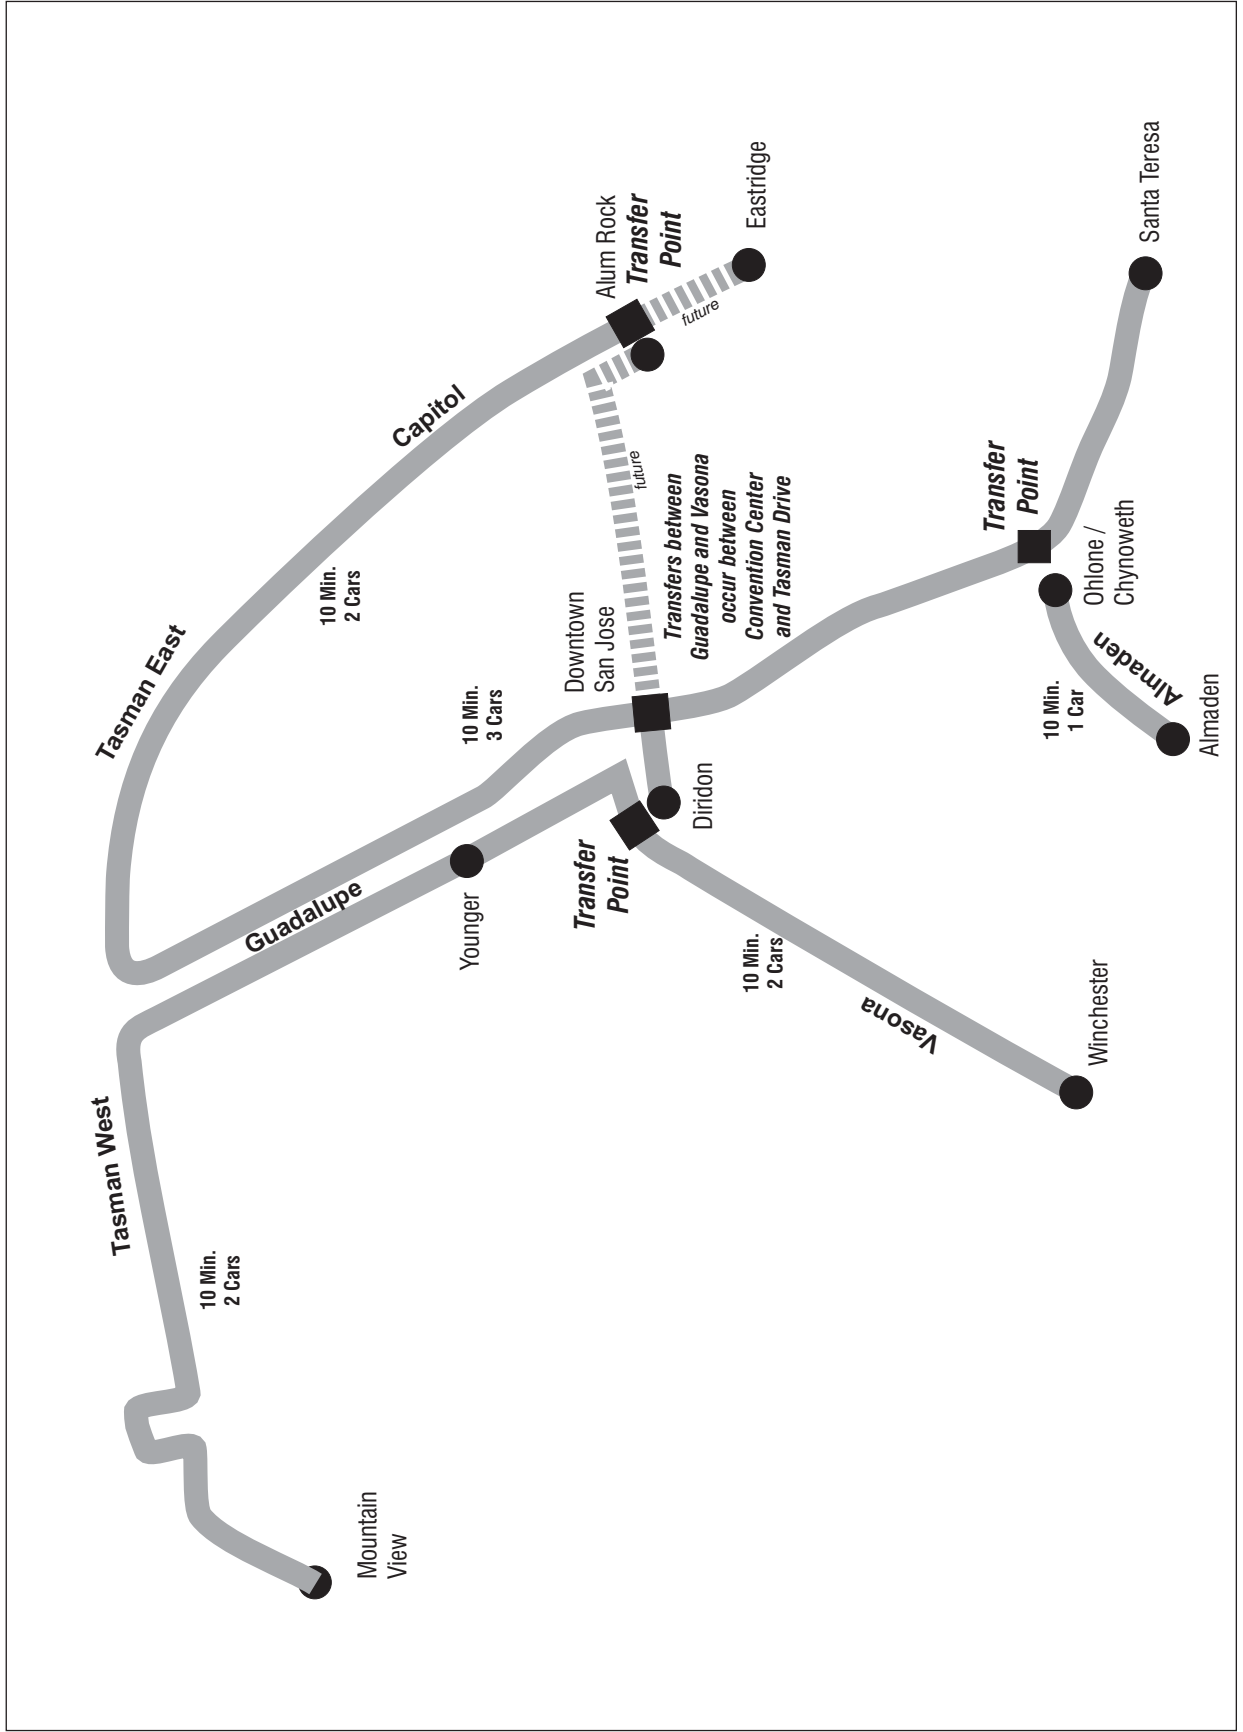 Tasman West
10 Min.
2 Cars
Mountain
View
Tasman East
10 Min.
2 Cars
Capitol
Guadalupe
10 Min.
3 Cars
Younger
Alum Rock
Transfer
Point
future
Eastridge
future
Downtown
San Jose
Transfers between
Guadalupe and Vasona
occur between
Convention Center
and Tasman Drive
Transfer
Point
Diridon
10 Min.
2 Cars
Vasona
Winchester
Transfer
Point
Ohlone /
Chynoweth
Almaden
10 Min.
1 Car
Almaden
Santa Teresa